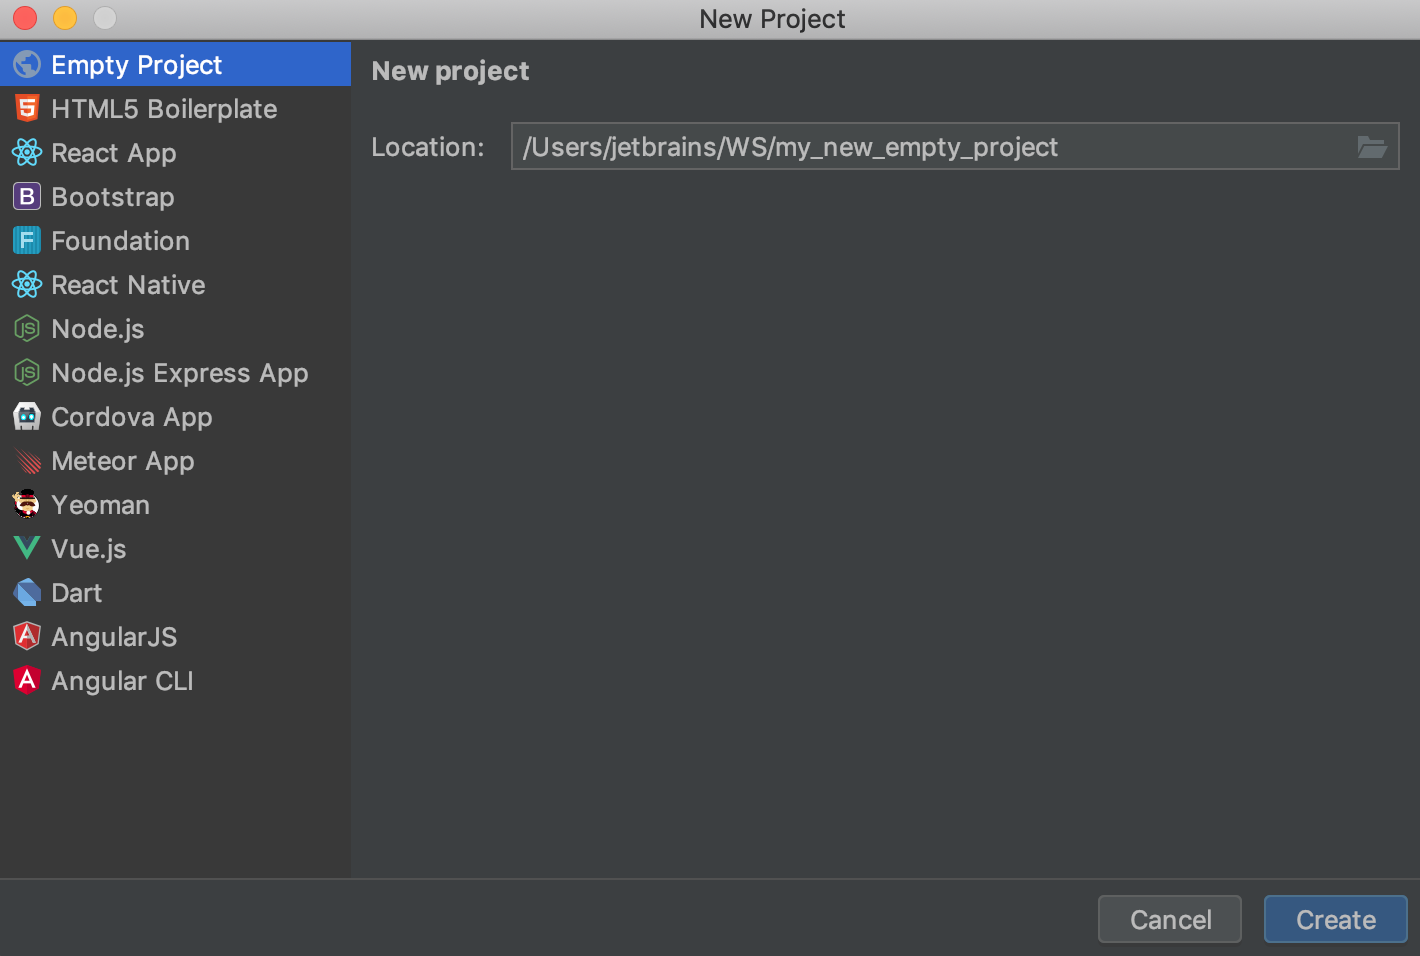 New Project
Empty Project
HTML5 Boilerplate
React App
Bootstrap
Foundation
React Native
Node.js
Node.js Express App
Cordova App
Meteor App
Yeoman
Vue.js
Dart
AngularJS
Angular CLI
New project
Location: /Users/jetbrains/WS/my_new_empty_project
Cancel Create